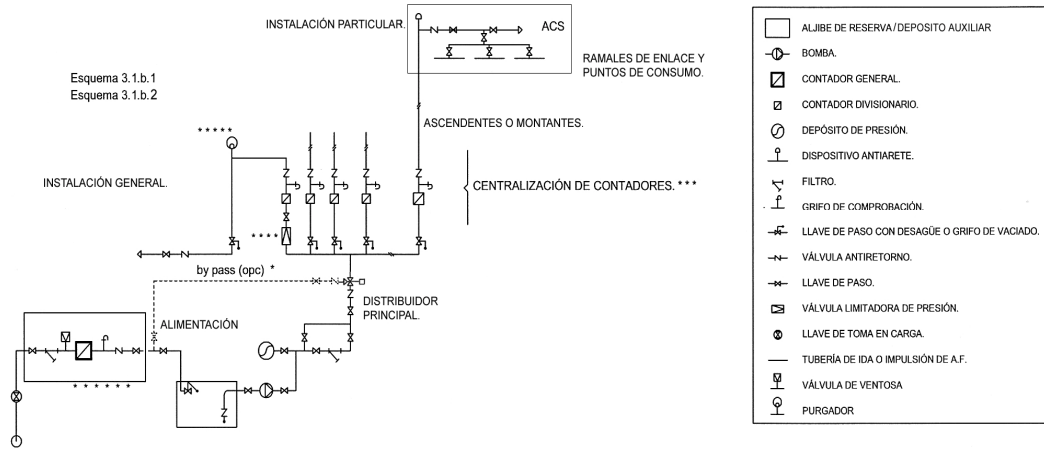 INSTALACIÓN PARTICULAR.
ACS
RAMALES DE ENLACE Y
PUNTOS DE CONSUMO.
Esquema 3.1.b.1
Esquema 3.1.b.2
ASCENDENTES O MONTANTES.
* * * * *
INSTALACIÓN GENERAL.
CENTRALIZACIÓN DE CONTADORES. * * *
* * * *
by pass (opc) *
DISTRIBUIDOR
PRINCIPAL.
ALIMENTACIÓN
* * * * * *
ALJIBE DE RESERVA/DEPOSITO AUXILIAR
BOMBA.
CONTADOR GENERAL.
CONTADOR DIVISIONARIO.
DEPÓSITO DE PRESIÓN.
DISPOSITIVO ANTIARETE.
FILTRO.
GRIFO DE COMPROBACIÓN.
LLAVE DE PASO CON DESAGÜE O GRIFO DE VACIADO.
VÁLVULA ANTIRETORNO.
LLAVE DE PASO.
VÁLVULA LIMITADORA DE PRESIÓN.
LLAVE DE TOMA EN CARGA.
TUBERÍA DE IDA O IMPULSIÓN DE A.F.
VÁLVULA DE VENTOSA
PURGADOR